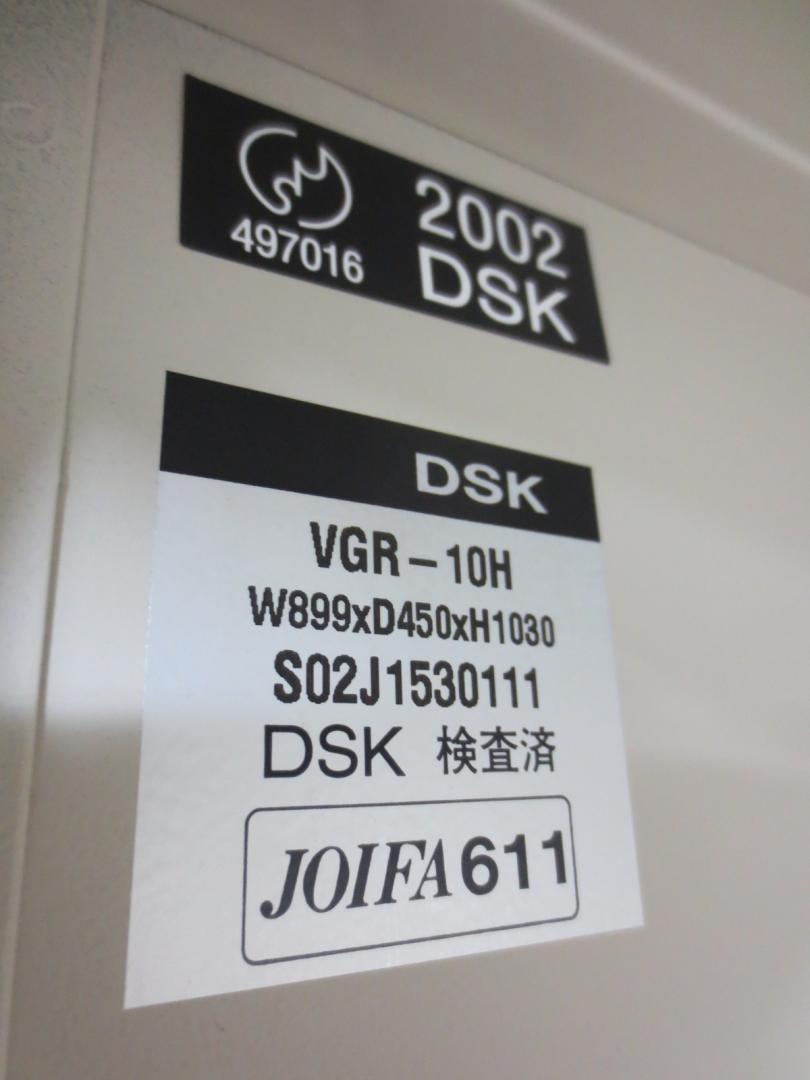 497016
2002
DSK
DSK
VGR-10H
W899xD450xH1030
S02J1530111
DSK 検査済
JOIFA611